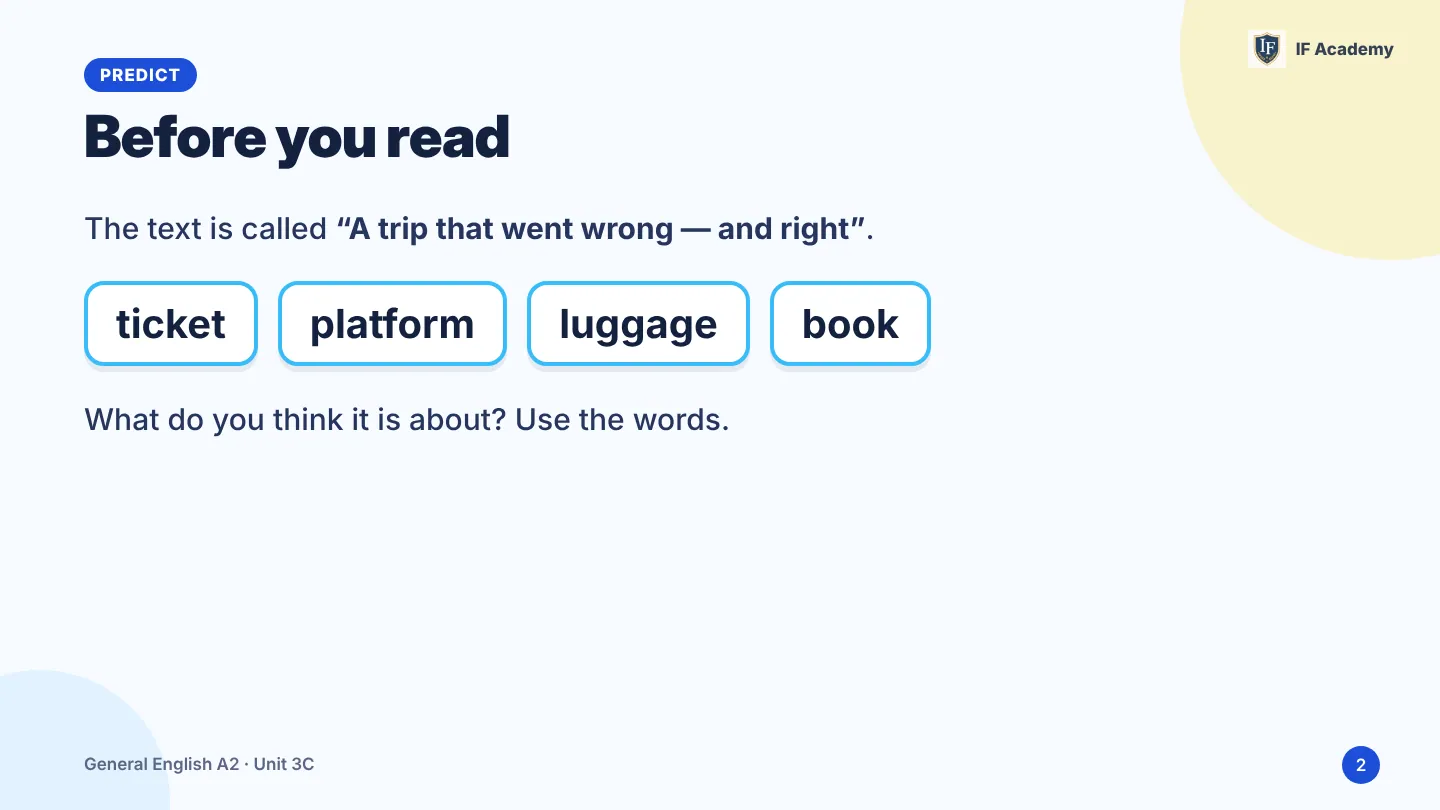 IF
IF Academy
PREDICT
Before you read
The text is called “A trip that went wrong — and right”.
ticket
platform
luggage
book
What do you think it is about? Use the words.
General English A2 · Unit 3C
2